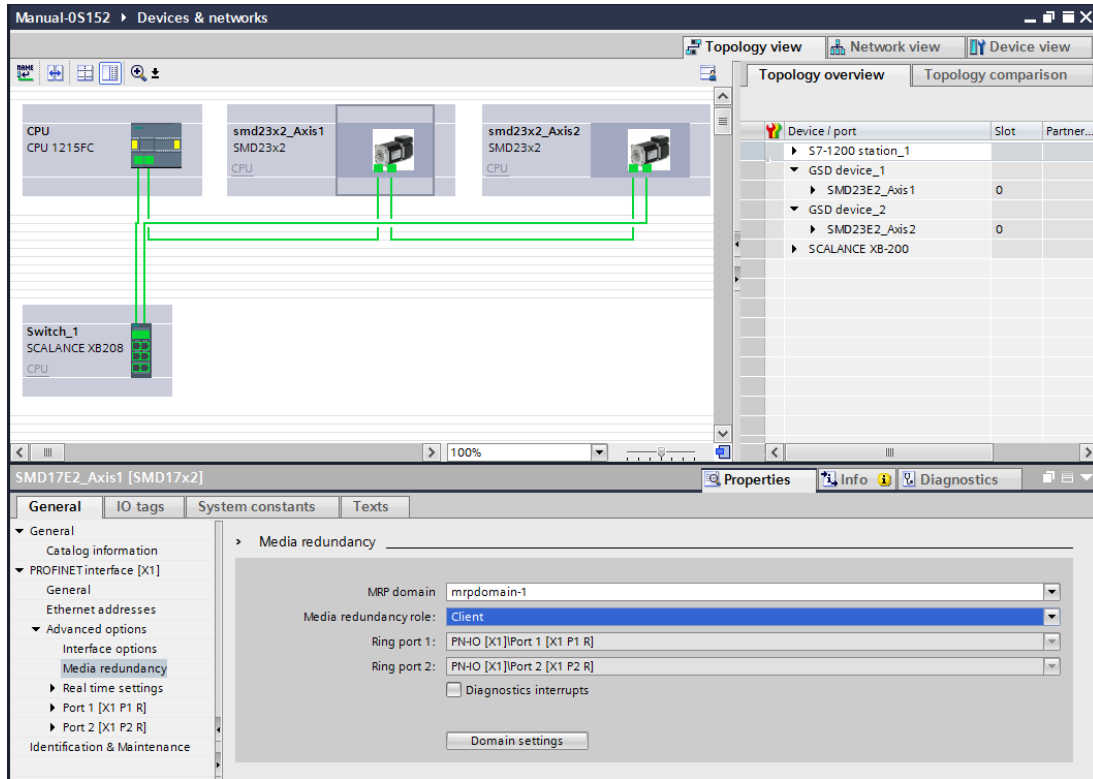 Manual-0S152 ▸ Devices & networks
Topology view Network view Device view
NAME
Topology overview Topology comparison
CPU
CPU 1215FC
smd23x2_Axis1
SMD23x2
CPU
smd23x2_Axis2
SMD23x2
CPU
Device / port Slot Partner...
S7-1200 station_1
GSD device_1
SMD23E2_Axis1 0
GSD device_2
SMD23E2_Axis2 0
SCALANCE XB-200
Switch_1
SCALANCE XB208
CPU
100%
SMD17E2_Axis1 [SMD17x2]
Properties Info Diagnostics
General IO tags System constants Texts
General
Catalog information
PROFINET interface [X1]
General
Ethernet addresses
Advanced options
Interface options
Media redundancy
Real time settings
Port 1 [X1 P1 R]
Port 2 [X1 P2 R]
Identification & Maintenance
Media redundancy
MRP domain mrpdomain-1
Media redundancy role: Client
Ring port 1: PN-IO [X1]\Port 1 [X1 P1 R]
Ring port 2: PN-IO [X1]\Port 2 [X1 P2 R]
Diagnostics interrupts
Domain settings